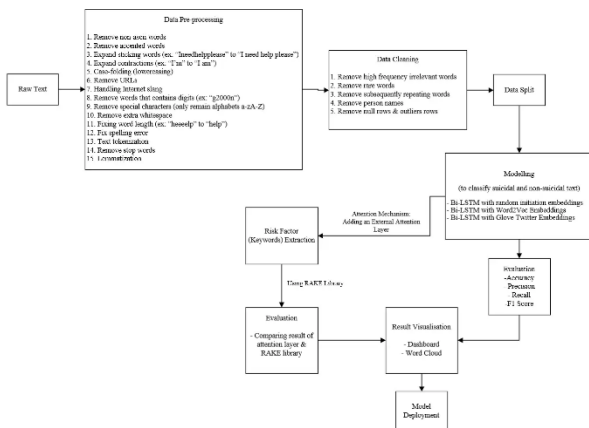 Raw Text
Data Pre-processing
1. Remove non ascii words
2. Remove accented words
3. Expand sticking words (ex: "Ineedhelpplease" to "I need help please")
4. Expand contractions (ex: "I'm" to "I am")
5. Case-folding (lowercasing)
6. Remove URLs
7. Handling Internet slang
8. Remove words that contains digits (ex: "g2000n")
9. Remove special characters (only remain alphabets a-zA-Z)
10. Remove extra whitespace
11. Fixing word length (ex: "heeeelp" to "help")
12. Fix spelling error
13. Text tokenization
14. Remove stop words
15. Lemmatization
Data Cleaning
1. Remove high frequency irrelevant words
2. Remove rare words
3. Remove subsequently repeating words
4. Remove person names
5. Remove null rows & outliers rows
Data Split
Modelling
(to classify suicidal and non-suicidal text)
- Bi-LSTM with random initiation embeddings
- Bi-LSTM with Word2Vec Embeddings
- Bi-LSTM with Glove Twitter Embeddings
Attention Mechanism:
Adding an External Attention
Layer
Risk Factor
(Keywords) Extraction
Using RAKE Library
Evaluation
- Accuracy
- Precision
- Recall
- F1 Score
Evaluation
- Comparing result of
attention layer &
RAKE library
Result Visualisation
- Dashboard
- Word Cloud
Model
Deployment